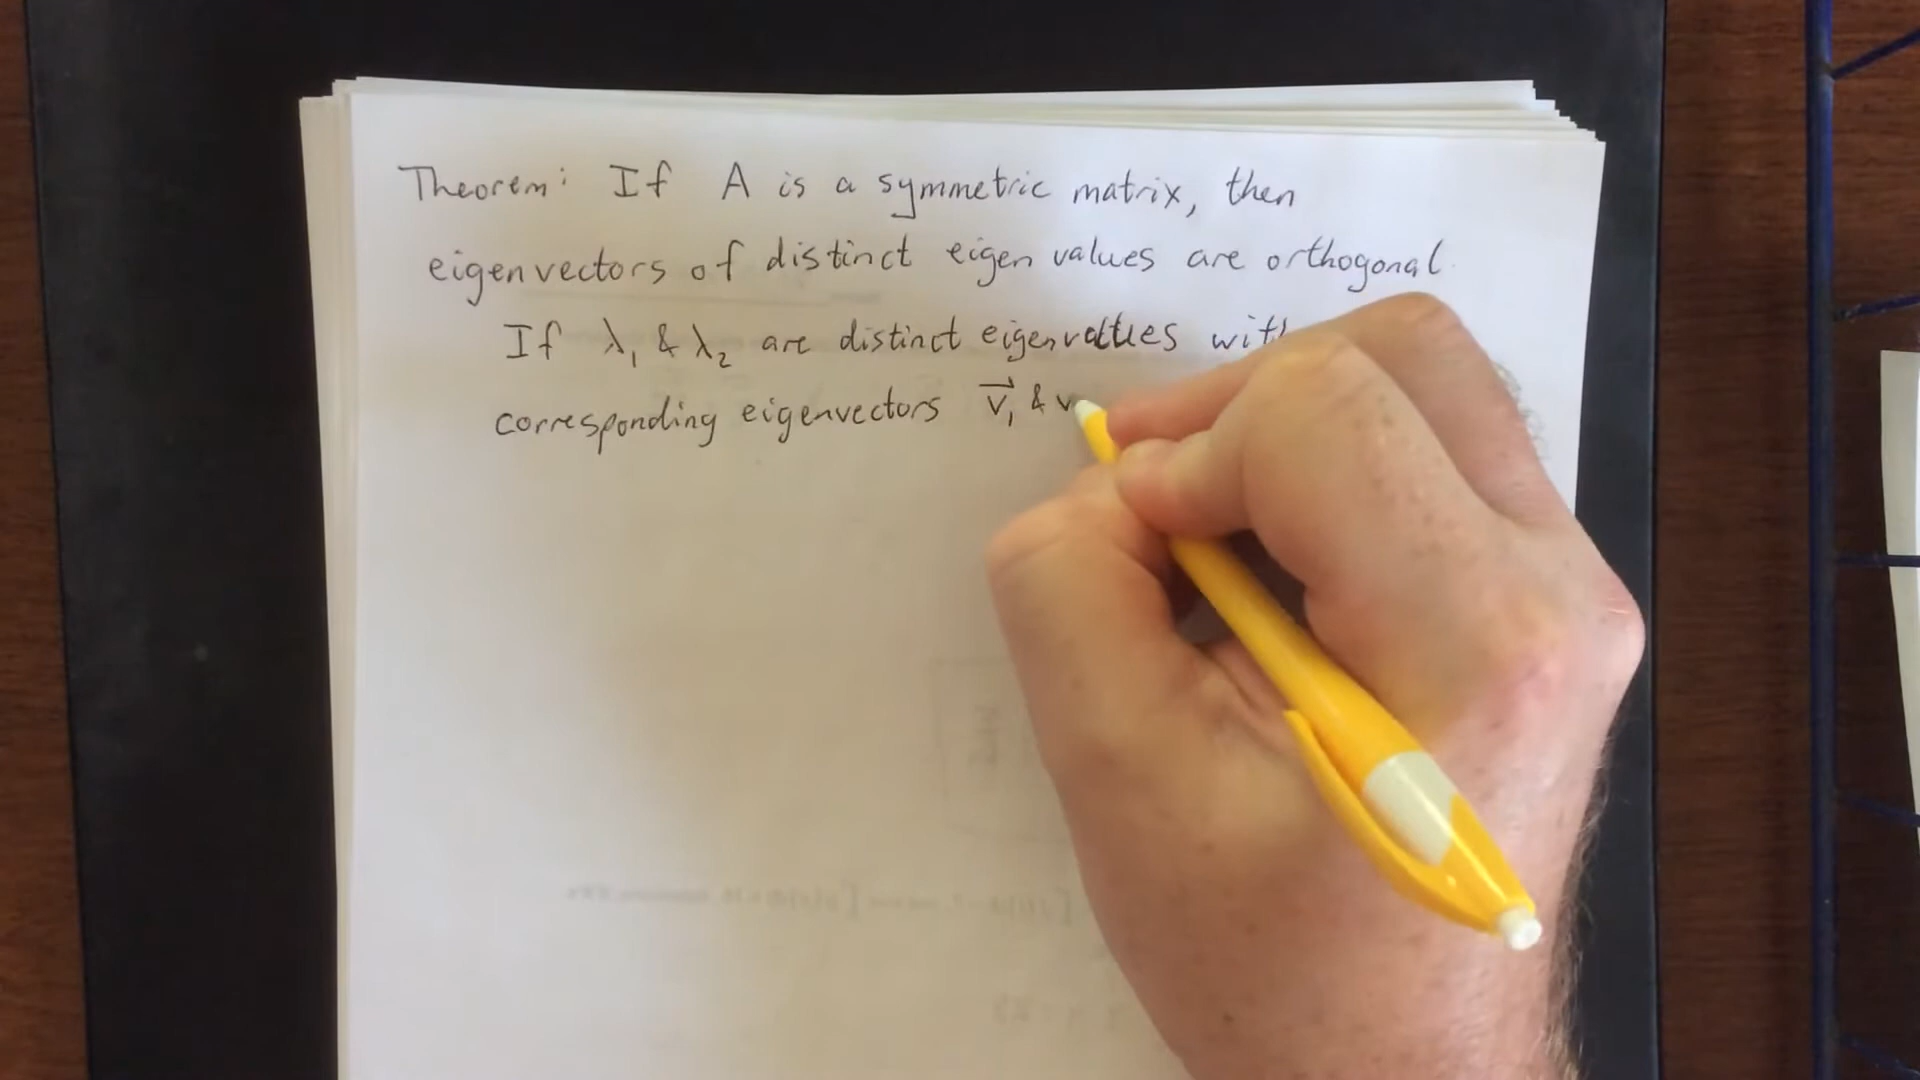 Theorem: If A is a symmetric matrix, then
eigenvectors of distinct eigen values are orthogonal
If λ₁ & λ₂ are distinct eigenvalues with
corresponding eigenvectors v⃗₁ & v